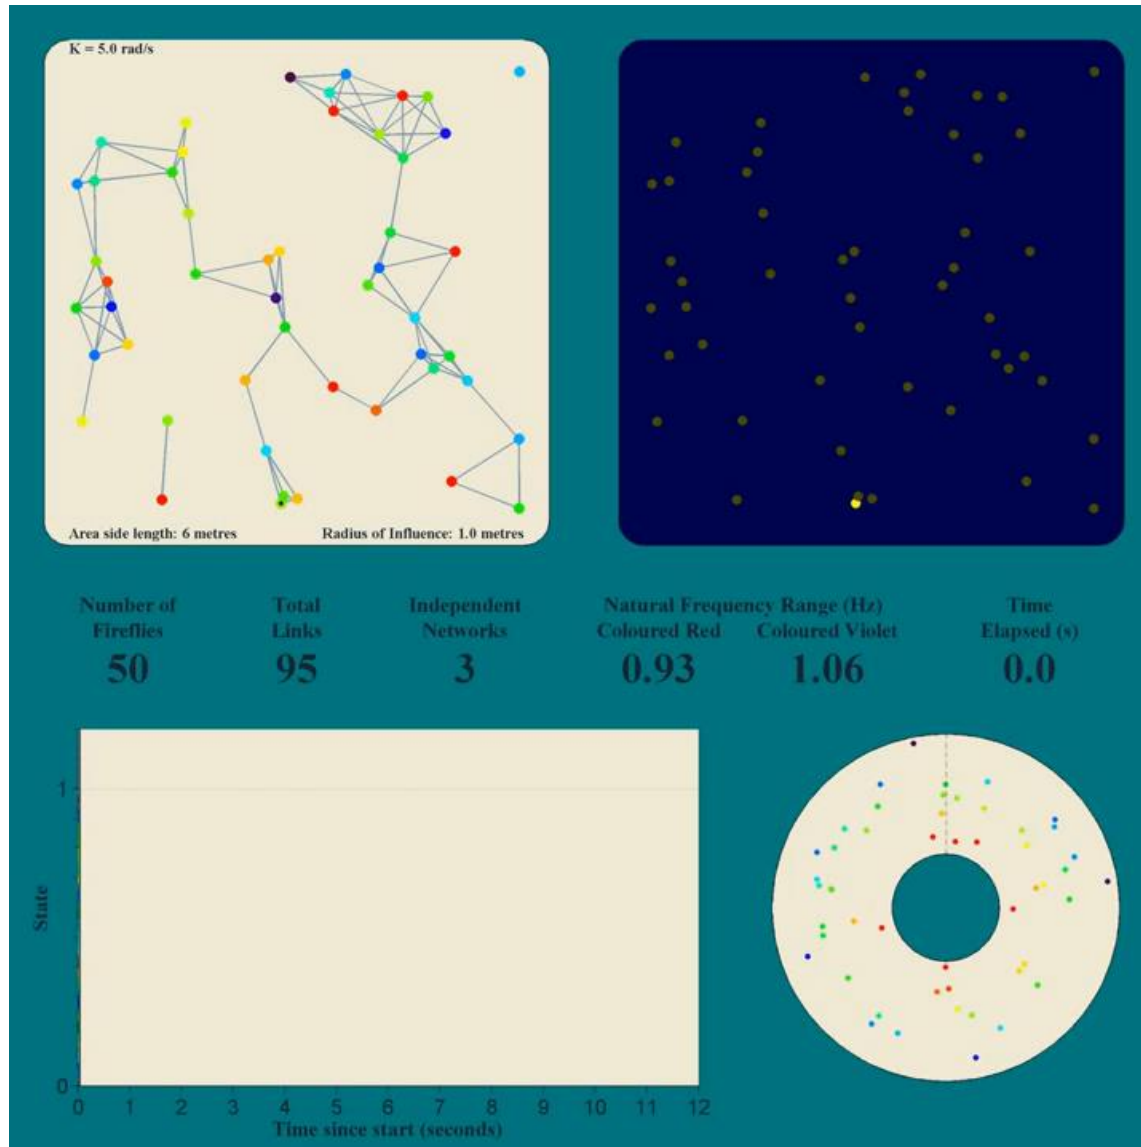 K = 5.0 rad/s
Area side length: 6 metres
Radius of Influence: 1.0 metres
Number of Fireflies
Total Links
Independent Networks
Natural Frequency Range (Hz)
Coloured Red
Coloured Violet
Time Elapsed (s)
50
95
3
0.93
1.06
0.0
1
State
0
0 1 2 3 4 5 6 7 8 9 10 11 12
Time since start (seconds)